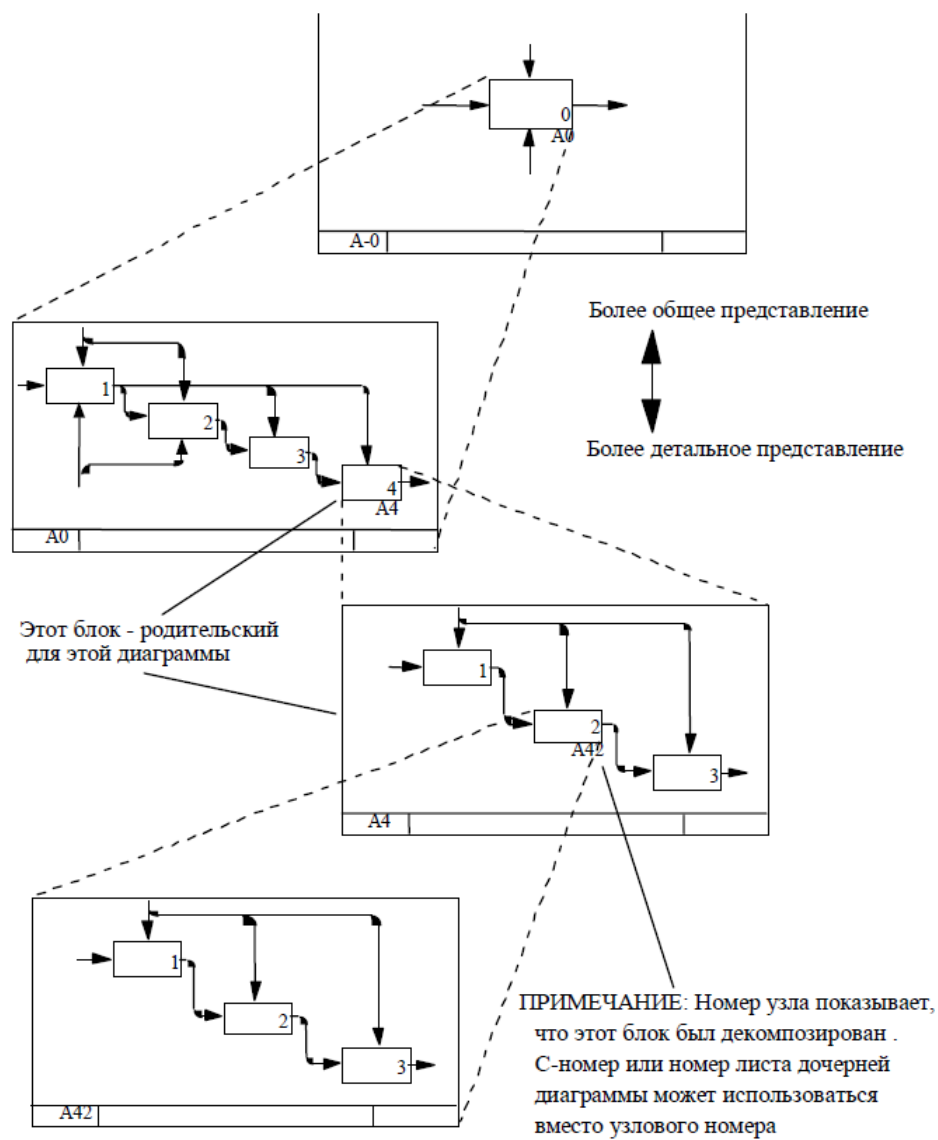 0
A0
A-0
Более общее представление
Более детальное представление
1
2
3
4
A4
A0
Этот блок - родительский
для этой диаграммы
1
2
A42
3
A4
1
2
3
A42
ПРИМЕЧАНИЕ: Номер узла показывает,
что этот блок был декомпозирован .
С-номер или номер листа дочерней
диаграммы может использоваться
вместо узлового номера